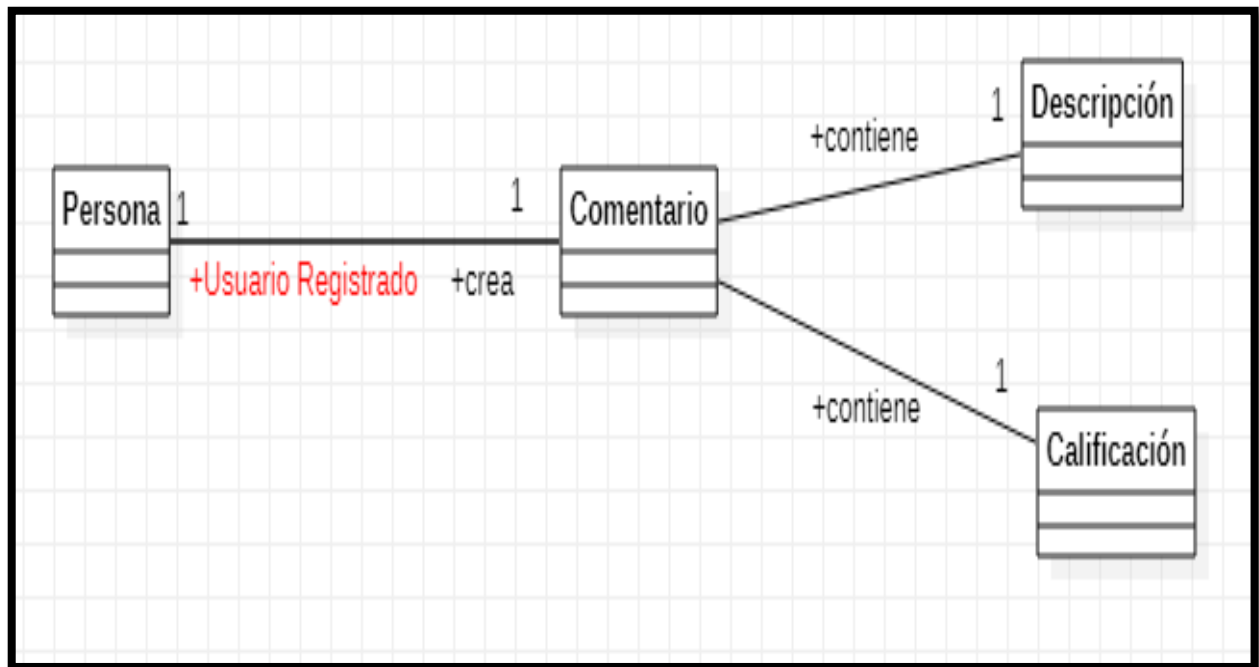 Persona
1
+Usuario Registrado
1
+crea
Comentario
+contiene
1
Descripción
+contiene
1
Calificación